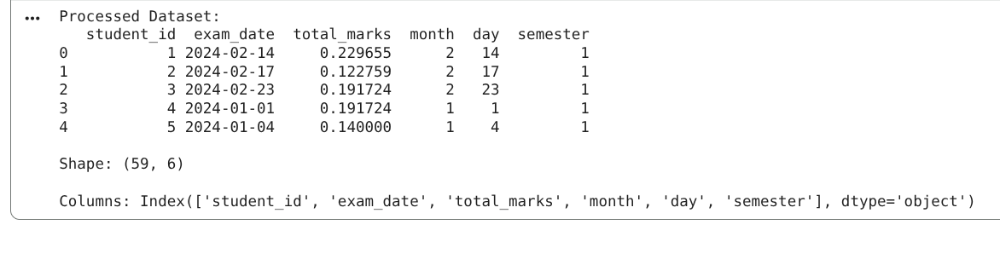 Processed Dataset:
student_id exam_date total_marks month day semester
0 1 2024-02-14 0.229655 2 14 1
1 2 2024-02-17 0.122759 2 17 1
2 3 2024-02-23 0.191724 2 23 1
3 4 2024-01-01 0.191724 1 1 1
4 5 2024-01-04 0.140000 1 4 1
Shape: (59, 6)
Columns: Index(['student_id', 'exam_date', 'total_marks', 'month', 'day', 'semester'], dtype='object')